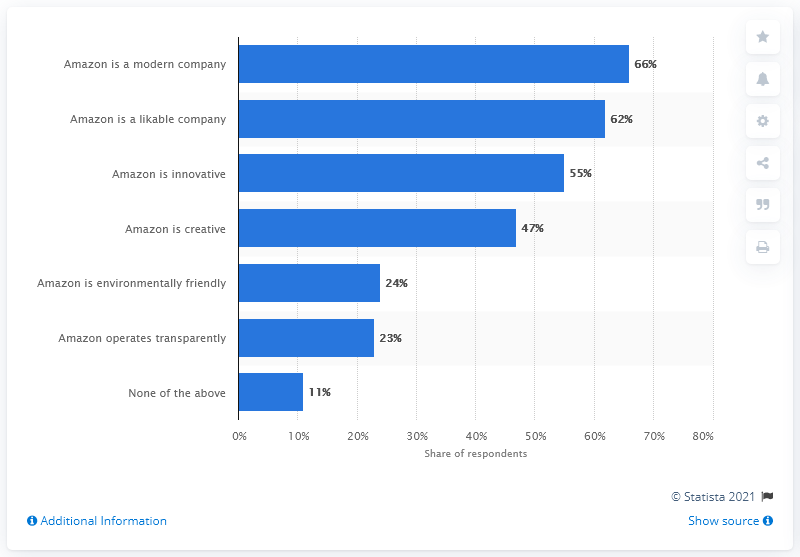 Amazon is a modern company 66%
Amazon is a likable company 62%
Amazon is innovative 55%
Amazon is creative 47%
Amazon is environmentally friendly 24%
Amazon operates transparently 23%
None of the above 11%
0% 10% 20% 30% 40% 50% 60% 70% 80%
Share of respondents
© Statista 2021
Additional Information Show source